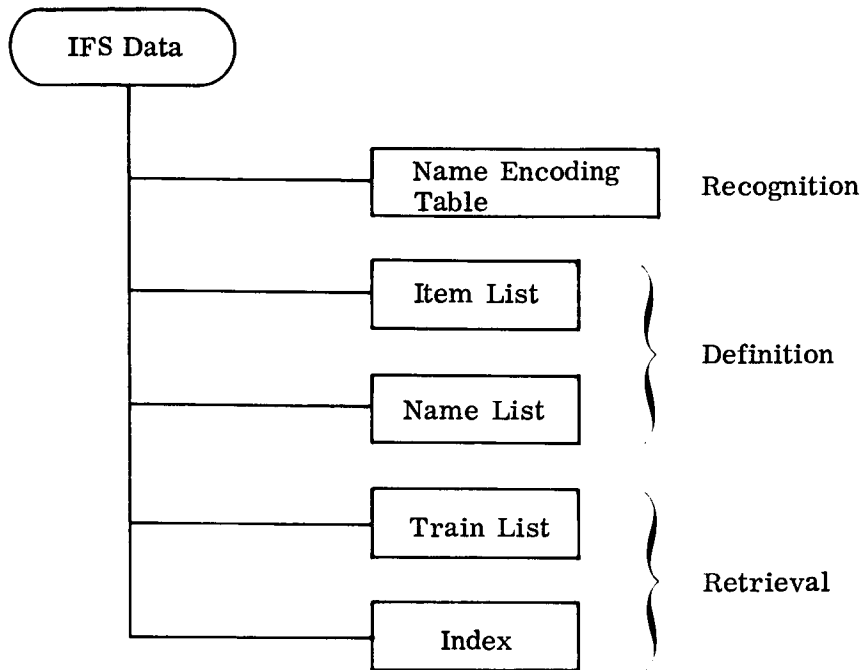 IFS Data
Name Encoding
Table
Recognition
Item List
Definition
Name List
Train List
Retrieval
Index